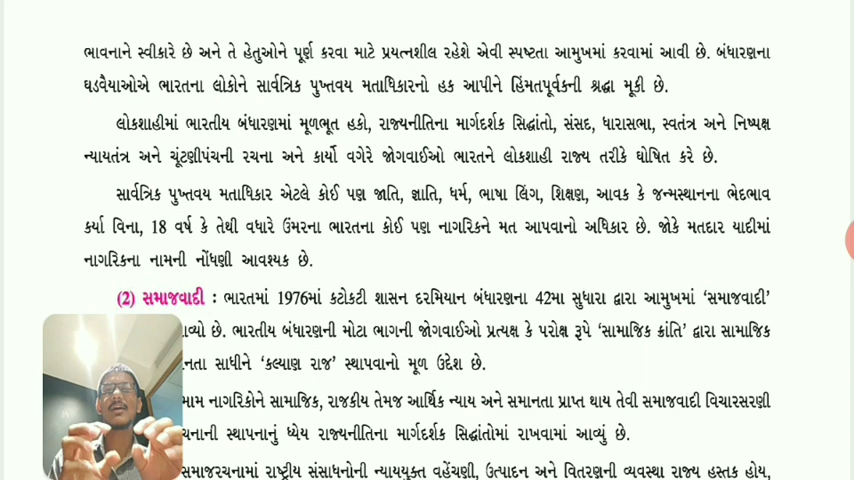 ભાવનાને સ્વીકારે છે અને તે હેતુઓને પૂર્ણ કરવા માટે પ્રયત્નશીલ રહેશે એવી સ્પષ્ટતા આમુખમાં કરવામાં આવી છે. બંધારણના
ઘડવૈયાઓએ ભારતના લોકોને સાર્વત્રિક પુખ્તવય મતાધિકારનો હક આપીને હિંમતપૂર્વકની શ્રદ્ધા મૂકી છે.
લોકશાહીમાં ભારતીય બંધારણમાં મૂળભૂત હકો, રાજ્યનીતિના માર્ગદર્શક સિદ્ધાંતો, સંસદ, ધારાસભા, સ્વતંત્ર અને નિષ્પક્ષ
ન્યાયતંત્ર અને ચૂંટણીપંચની રચના અને કાર્યો વગેરે જોગવાઈઓ ભારતને લોકશાહી રાજ્ય તરીકે ઘોષિત કરે છે.
સાર્વત્રિક પુખ્તવય મતાધિકાર એટલે કોઈ પણ જાતિ, જ્ઞાતિ, ધર્મ, ભાષા લિંગ, શિક્ષણ, આવક કે જન્મસ્થાનના ભેદભાવ
કર્યા વિના, 18 વર્ષ કે તેથી વધારે ઉંમરના ભારતના કોઈ પણ નાગરિકને મત આપવાનો અધિકાર છે. જોકે મતદાર યાદીમાં
નાગરિકના નામની નોંધણી આવશ્યક છે.
(2) સમાજવાદી : ભારતમાં 1976માં કટોકટી શાસન દરમિયાન બંધારણના 42મા સુધારા દ્વારા આમુખમાં ‘સમાજવાદી’
વ્યો છે. ભારતીય બંધારણની મોટા ભાગની જોગવાઈઓ પ્રત્યક્ષ કે પરોક્ષ રૂપે ‘સામાજિક ક્રાંતિ’ દ્વારા સામાજિક
નતા સાધીને ‘કલ્યાણ રાજ’ સ્થાપવાનો મૂળ ઉદ્દેશ છે.
મામ નાગરિકોને સામાજિક, રાજકીય તેમજ આર્થિક ન્યાય અને સમાનતા પ્રાપ્ત થાય તેવી સમાજવાદી વિચારસરણી
ચનાની સ્થાપનાનું ધ્યેય રાજ્યનીતિના માર્ગદર્શક સિદ્ધાંતોમાં રાખવામાં આવ્યું છે.
સમાજરચનામાં રાષ્ટ્રીય સંસાધનોની ન્યાયયુક્ત વહેંચણી, ઉત્પાદન અને વિતરણની વ્યવસ્થા રાજ્ય હસ્તક હોય,